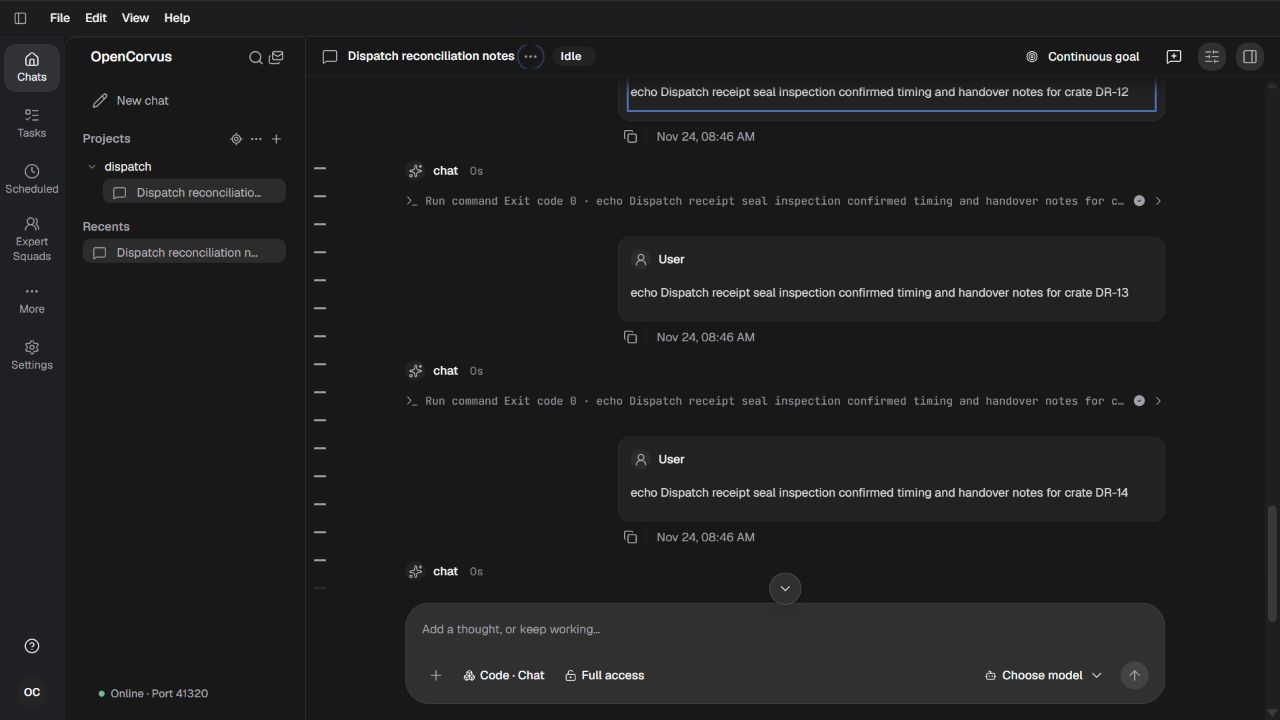 File Edit View Help
Chats
Tasks
Scheduled
Expert
Squads
More
Settings
OC
OpenCorvus
New chat
Projects
dispatch
Dispatch reconciliatio...
Recents
Dispatch reconciliation n...
Online · Port 41320
Dispatch reconciliation notes
Idle
Continuous goal
echo Dispatch receipt seal inspection confirmed timing and handover notes for crate DR-12
Nov 24, 08:46 AM
chat 0s
>_ Run command Exit code 0 · echo Dispatch receipt seal inspection confirmed timing and handover notes for c…
User
echo Dispatch receipt seal inspection confirmed timing and handover notes for crate DR-13
Nov 24, 08:46 AM
chat 0s
>_ Run command Exit code 0 · echo Dispatch receipt seal inspection confirmed timing and handover notes for c…
User
echo Dispatch receipt seal inspection confirmed timing and handover notes for crate DR-14
Nov 24, 08:46 AM
chat 0s
Add a thought, or keep working...
Code · Chat
Full access
Choose model